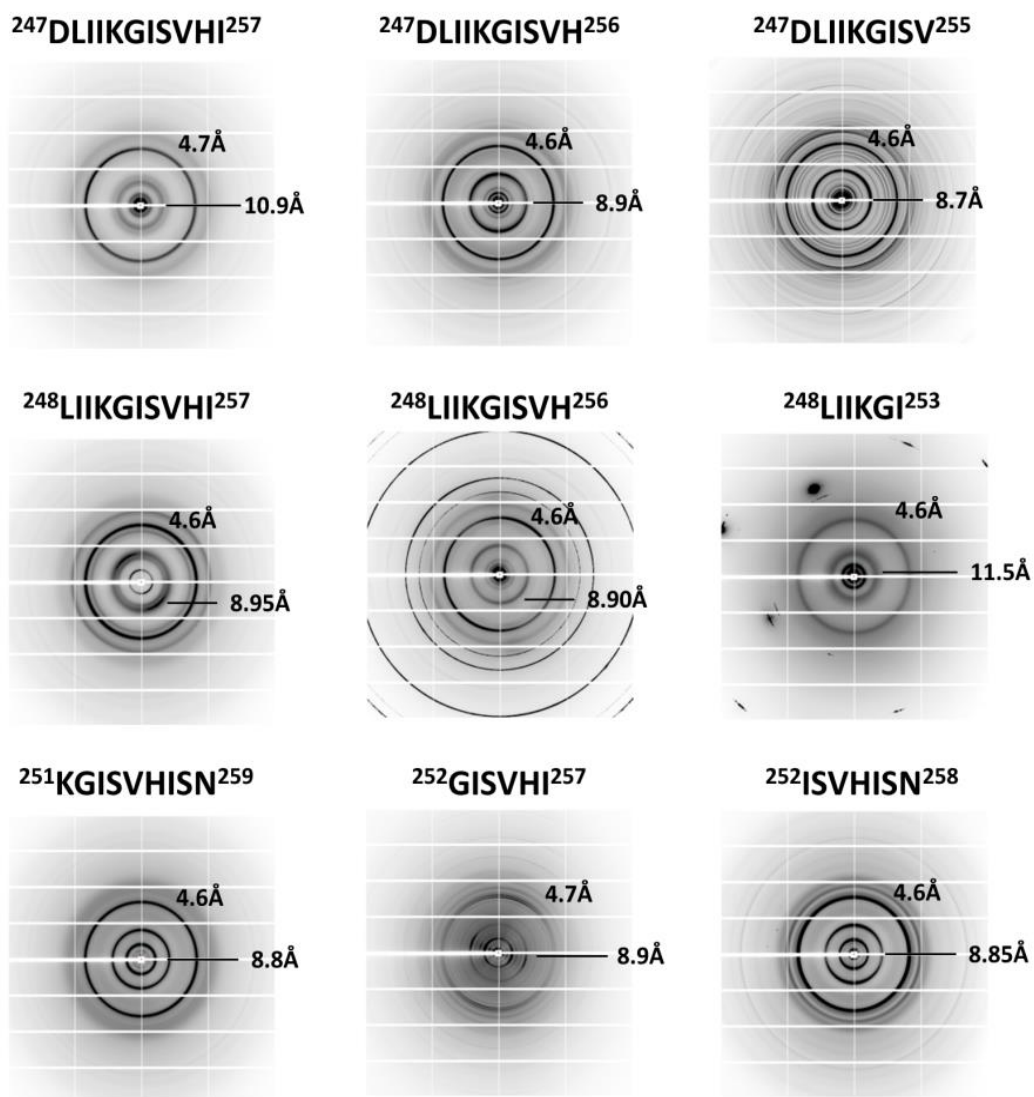 ²⁴⁷DLIIKGISVHI²⁵⁷ ²⁴⁷DLIIKGISVH²⁵⁶ ²⁴⁷DLIIKGISV²⁵⁵
4.7Å 4.6Å 4.6Å
10.9Å 8.9Å 8.7Å
²⁴⁸LIIKGISVHI²⁵⁷ ²⁴⁸LIIKGISVH²⁵⁶ ²⁴⁸LIIKGI²⁵³
4.6Å 4.6Å 4.6Å
8.95Å 8.90Å 11.5Å
²⁵¹KGISVHISN²⁵⁹ ²⁵²GISVHI²⁵⁷ ²⁵²ISVHISN²⁵⁸
4.6Å 4.7Å 4.6Å
8.8Å 8.9Å 8.85Å